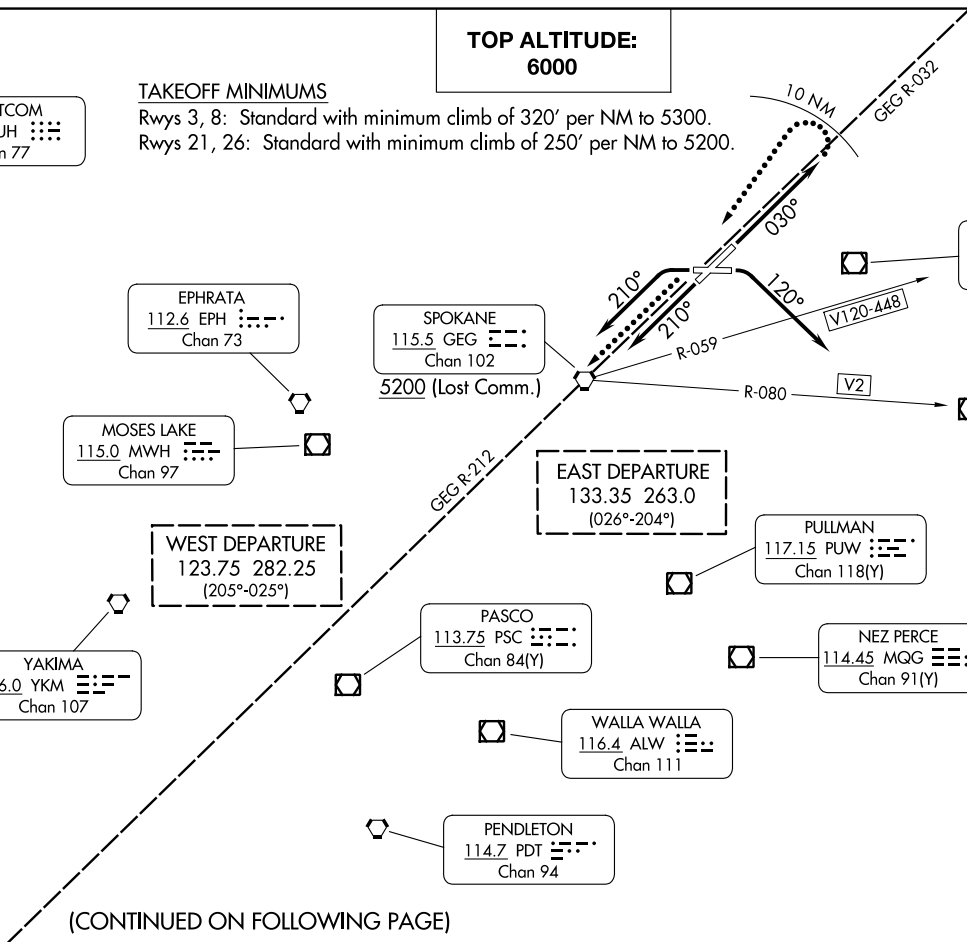 TOP ALTITUDE:
6000
TAKEOFF MINIMUMS
Rwys 3, 8: Standard with minimum climb of 320' per NM to 5300.
Rwys 21, 26: Standard with minimum climb of 250' per NM to 5200.
TCOM
UH
n 77
10 NM
GEG R-032
030°
210°
210°
120°
V120-448
R-059
R-080
V2
EPHRATA
112.6 EPH
Chan 73
SPOKANE
115.5 GEG
Chan 102
5200 (Lost Comm.)
MOSES LAKE
115.0 MWH
Chan 97
GEG R-212
EAST DEPARTURE
133.35 263.0
(026°-204°)
WEST DEPARTURE
123.75 282.25
(205°-025°)
PULLMAN
117.15 PUW
Chan 118(Y)
PASCO
113.75 PSC
Chan 84(Y)
NEZ PERCE
114.45 MQG
Chan 91(Y)
YAKIMA
6.0 YKM
Chan 107
WALLA WALLA
116.4 ALW
Chan 111
PENDLETON
114.7 PDT
Chan 94
(CONTINUED ON FOLLOWING PAGE)